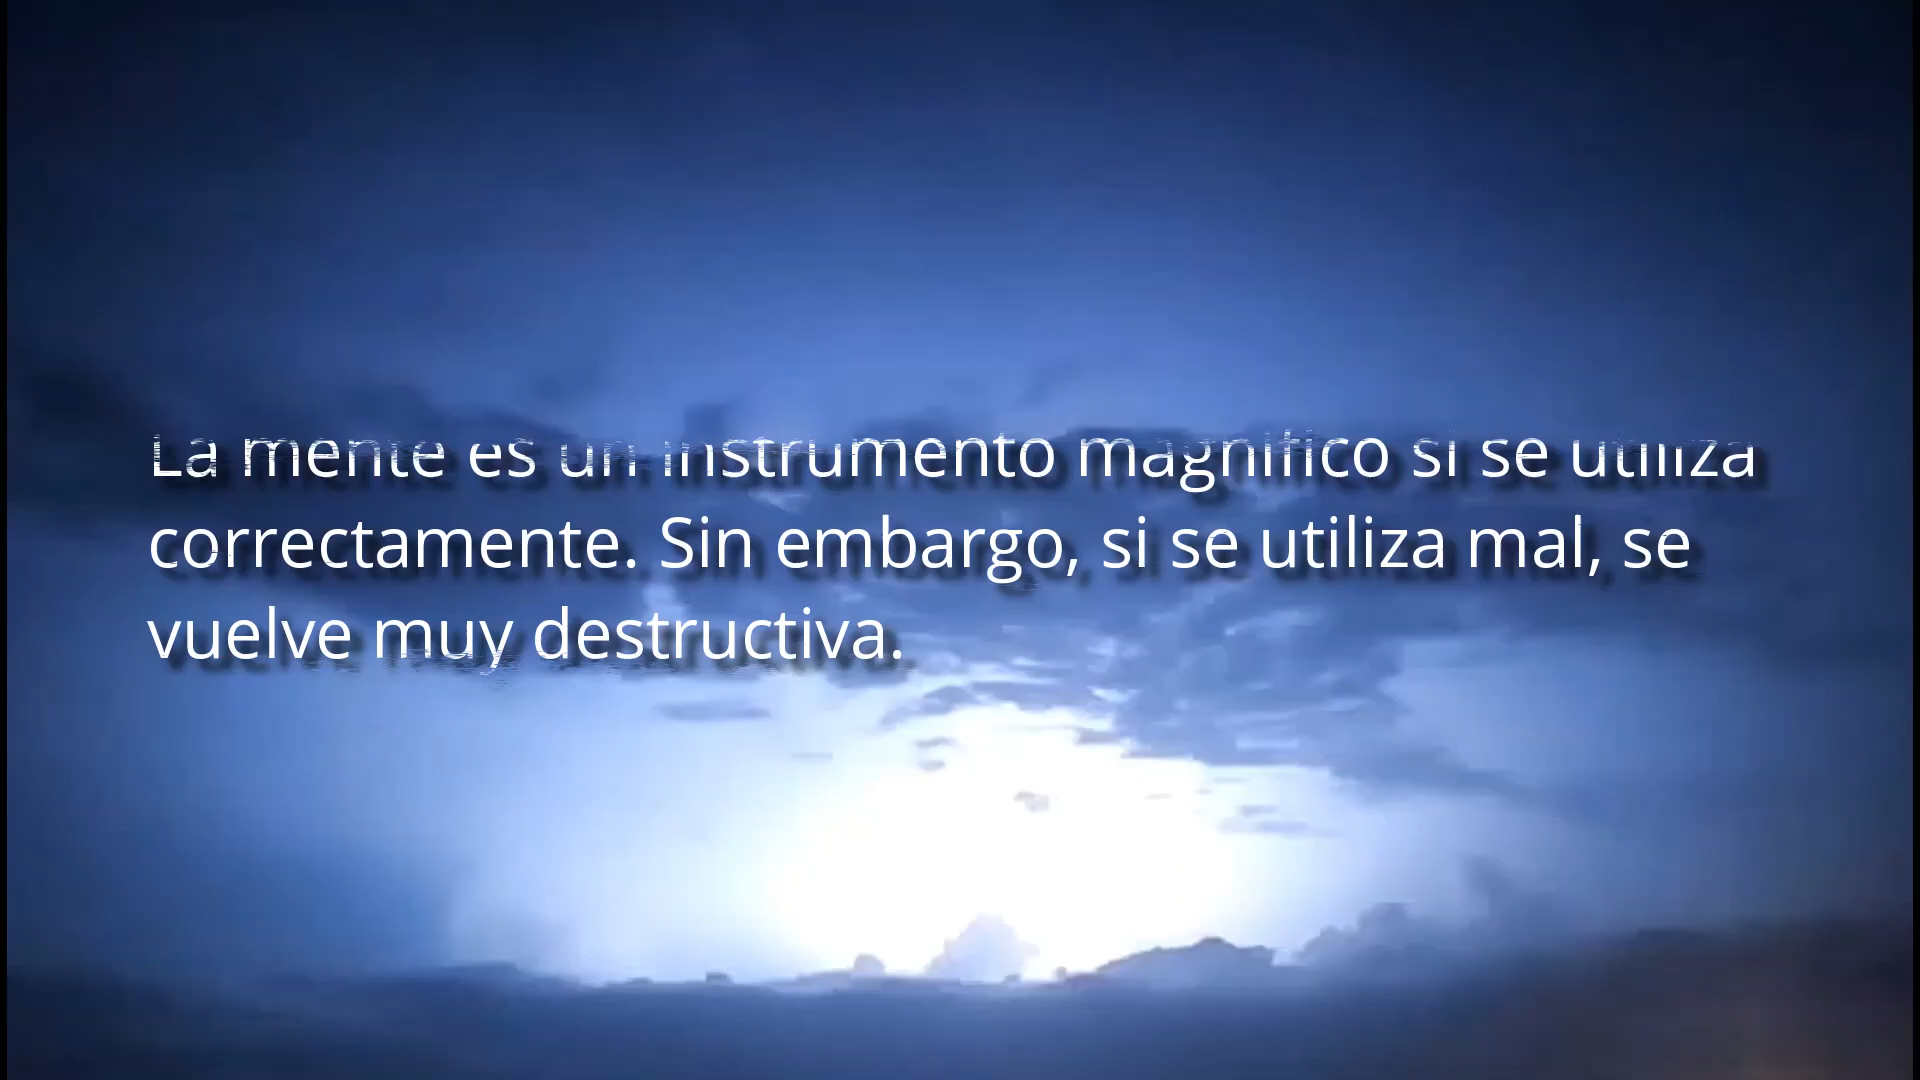 La mente es un instrumento magnífico si se utiliza
correctamente. Sin embargo, si se utiliza mal, se
vuelve muy destructiva.